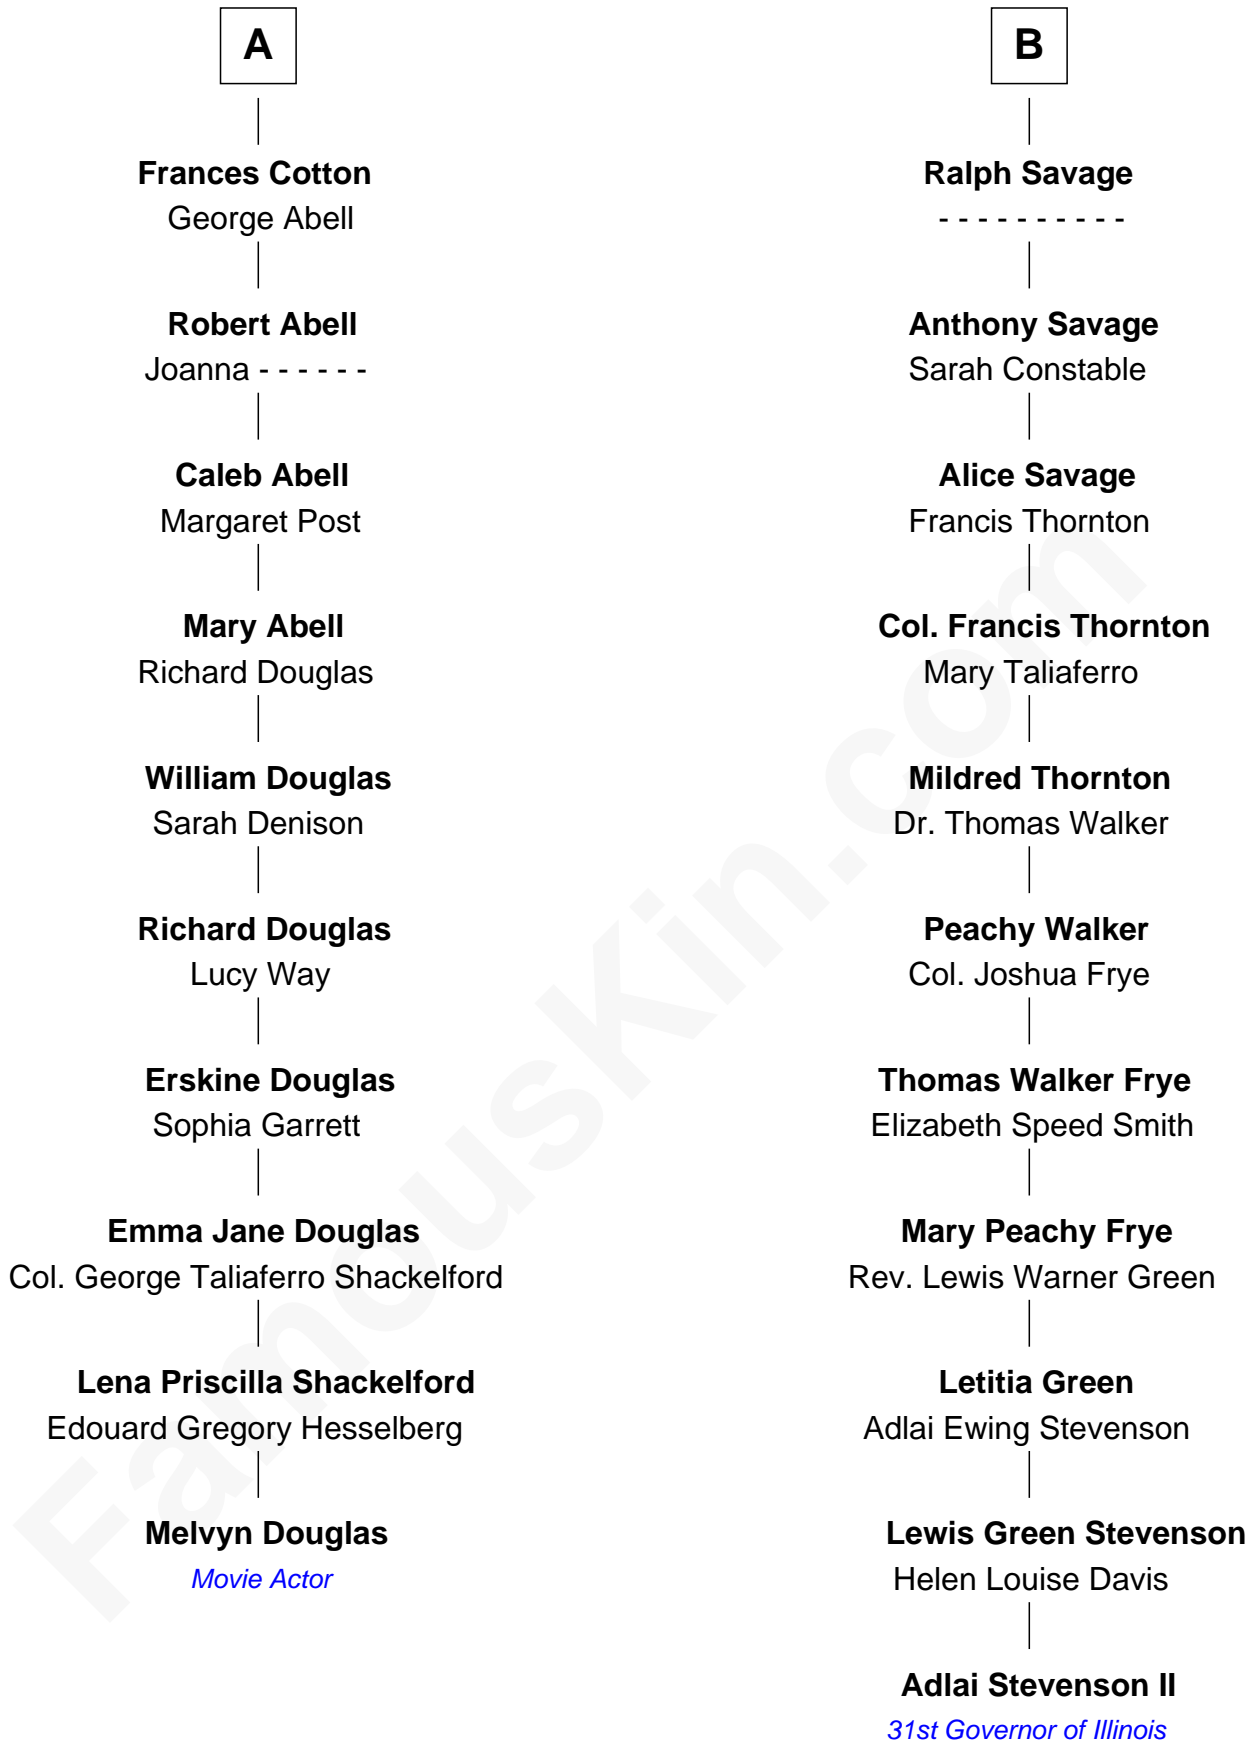 A
Frances Cotton
George Abell
Robert Abell
Joanna - - - - - -
Caleb Abell
Margaret Post
Mary Abell
Richard Douglas
William Douglas
Sarah Denison
Richard Douglas
Lucy Way
Erskine Douglas
Sophia Garrett
Emma Jane Douglas
Col. George Taliaferro Shackelford
Lena Priscilla Shackelford
Edouard Gregory Hesselberg
Melvyn Douglas
Movie Actor
B
Ralph Savage
- - - - - - - - - -
Anthony Savage
Sarah Constable
Alice Savage
Francis Thornton
Col. Francis Thornton
Mary Taliaferro
Mildred Thornton
Dr. Thomas Walker
Peachy Walker
Col. Joshua Frye
Thomas Walker Frye
Elizabeth Speed Smith
Mary Peachy Frye
Rev. Lewis Warner Green
Letitia Green
Adlai Ewing Stevenson
Lewis Green Stevenson
Helen Louise Davis
Adlai Stevenson II
31st Governor of Illinois
FamousKin.com